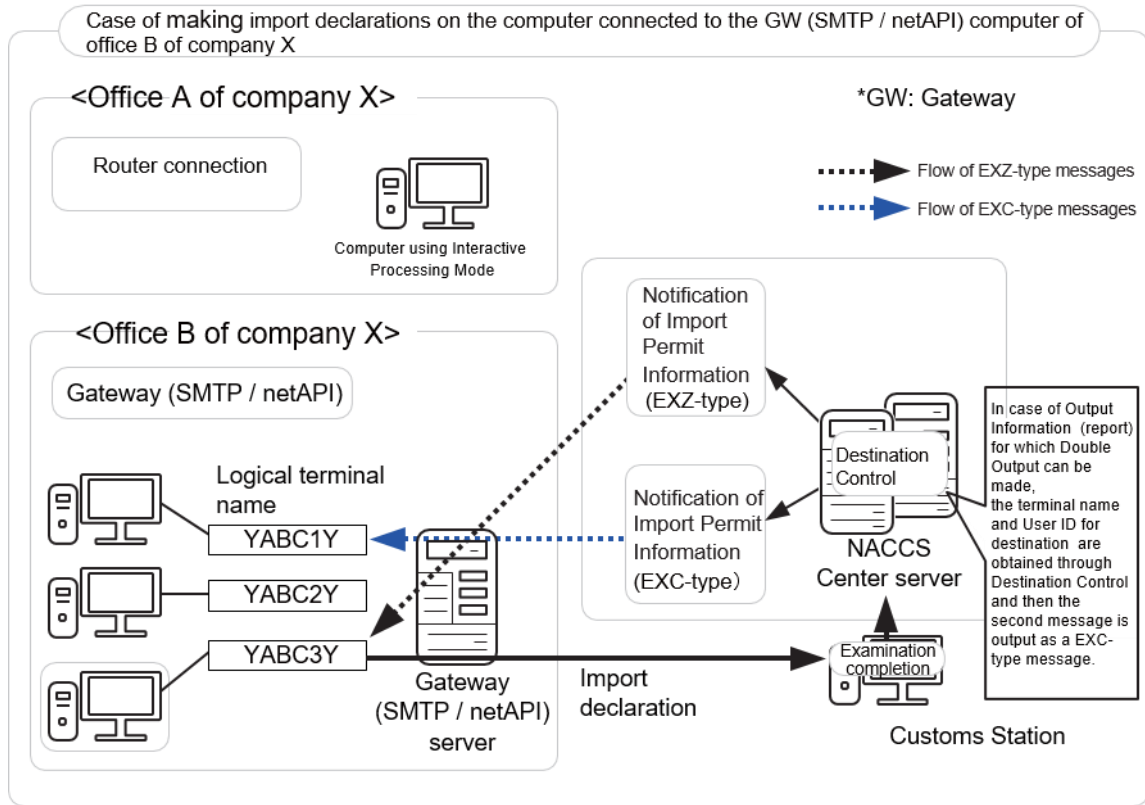 Case of making import declarations on the computer connected to the GW (SMTP / netAPI) computer of
office B of company X
<Office A of company X>
*GW: Gateway
Router connection
Computer using Interactive
Processing Mode
Flow of EXZ-type messages
Flow of EXC-type messages
<Office B of company X>
Gateway (SMTP / netAPI)
Logical terminal
name
YABC1Y
YABC2Y
YABC3Y
Gateway
(SMTP / netAPI)
server
Notification
of Import
Permit
Information
(EXZ-type)
Notification of
Import Permit
Information
(EXC-type)
Destination
Control
NACCS
Center server
In case of Output
Information (report)
for which Double
Output can be
made,
the terminal name
and User ID for
destination are
obtained through
Destination Control
and then the
second message is
output as a EXC-
type message.
Import
declaration
Examination
completion
Customs Station